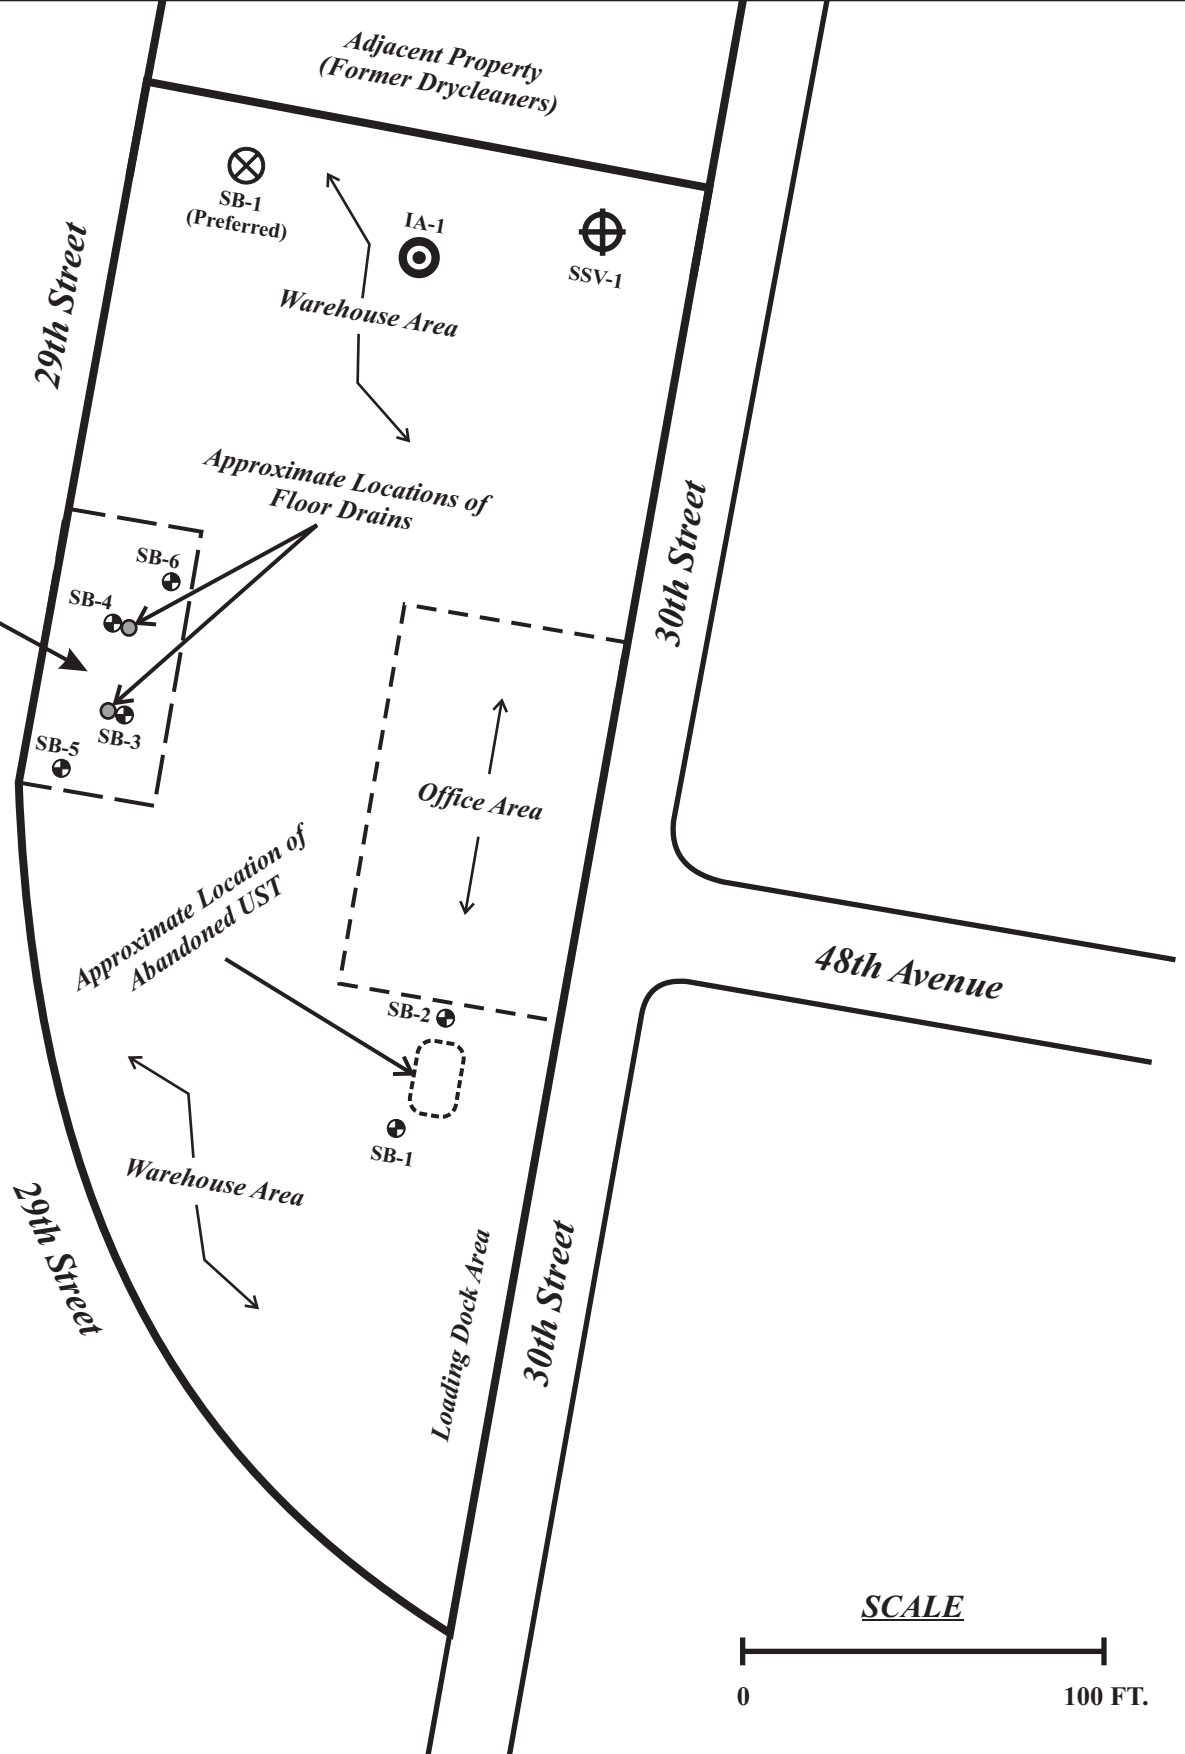 Adjacent Property
(Former Drycleaners)
SB-1
(Preferred)
IA-1
SSV-1
29th Street
Warehouse Area
Approximate Locations of
Floor Drains
30th Street
SB-6
SB-4
SB-3
SB-5
Office Area
Approximate Location of
Abandoned UST
48th Avenue
SB-2
SB-1
Warehouse Area
29th Street
Loading Dock Area
30th Street
SCALE
0 100 FT.